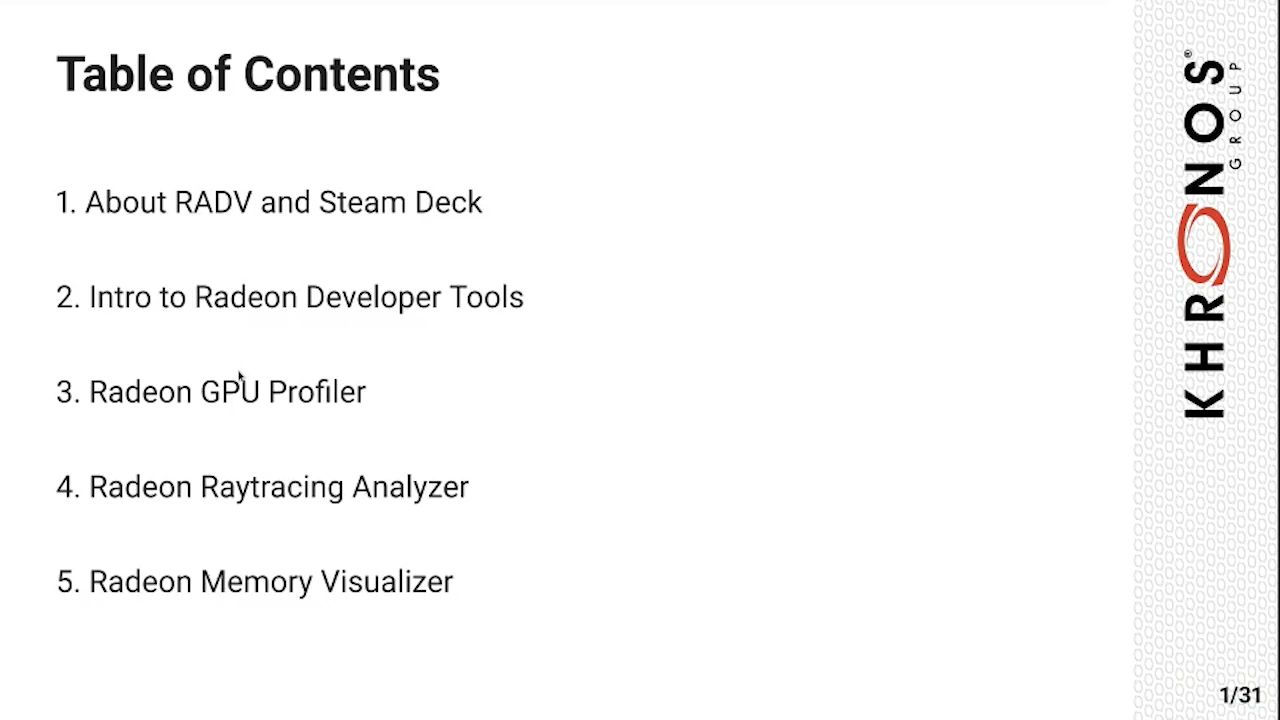 Table of Contents
1. About RADV and Steam Deck
2. Intro to Radeon Developer Tools
3. Radeon GPU Profiler
4. Radeon Raytracing Analyzer
5. Radeon Memory Visualizer
KHRONOS®
GROUP
1/31